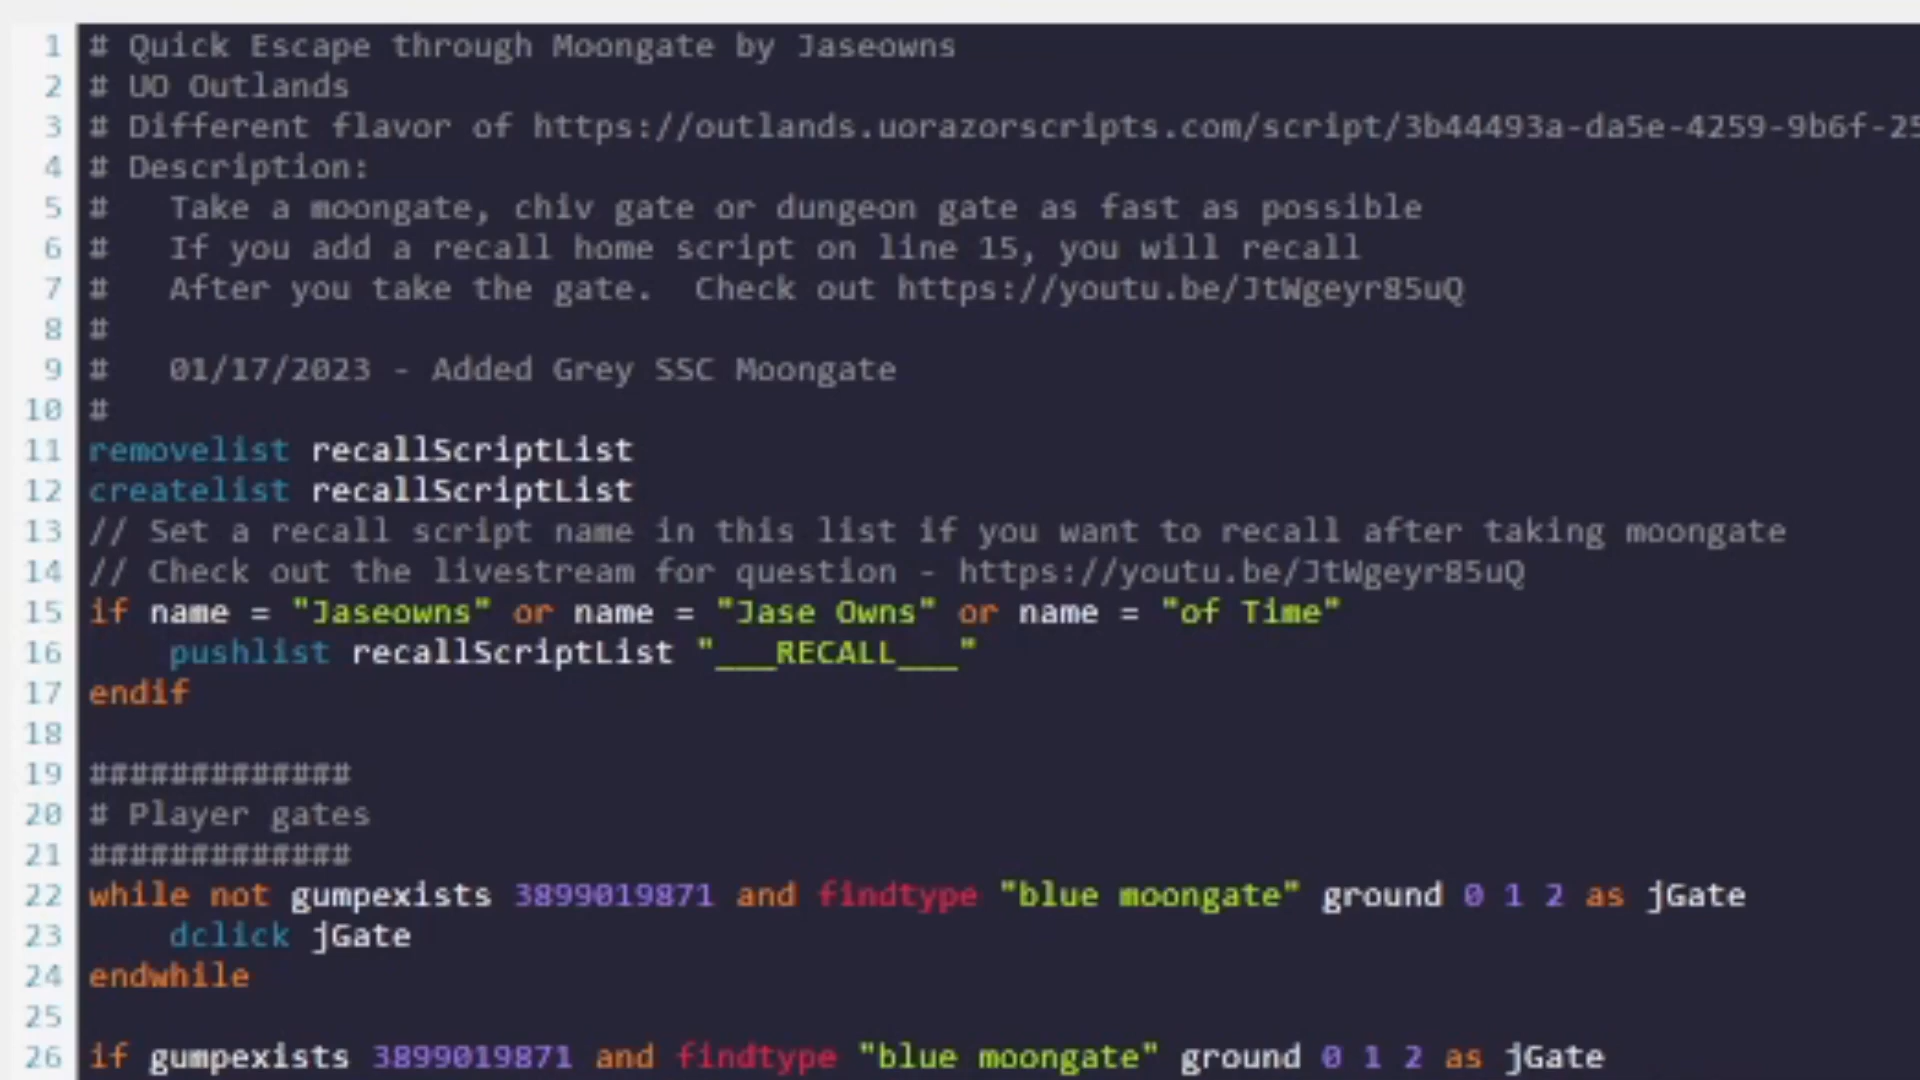 1 # Quick Escape through Moongate by Jaseowns
2 # UO Outlands
3 # Different flavor of https://outlands.uorazorscripts.com/script/3b44493a-da5e-4259-9b6f-25
4 # Description:
5 #   Take a moongate, chiv gate or dungeon gate as fast as possible
6 #   If you add a recall home script on line 15, you will recall
7 #   After you take the gate.  Check out https://youtu.be/JtWgeyr85uQ
8 #
9 #   01/17/2023 - Added Grey SSC Moongate
10 #
11 removelist recallScriptList
12 createlist recallScriptList
13 // Set a recall script name in this list if you want to recall after taking moongate
14 // Check out the livestream for question - https://youtu.be/JtWgeyr85uQ
15 if name = "Jaseowns" or name = "Jase Owns" or name = "of Time"
16     pushlist recallScriptList "___RECALL___"
17 endif
18
19 #############
20 # Player gates
21 #############
22 while not gumpexists 3899019871 and findtype "blue moongate" ground 0 1 2 as jGate
23     dclick jGate
24 endwhile
25
26 if gumpexists 3899019871 and findtype "blue moongate" ground 0 1 2 as jGate